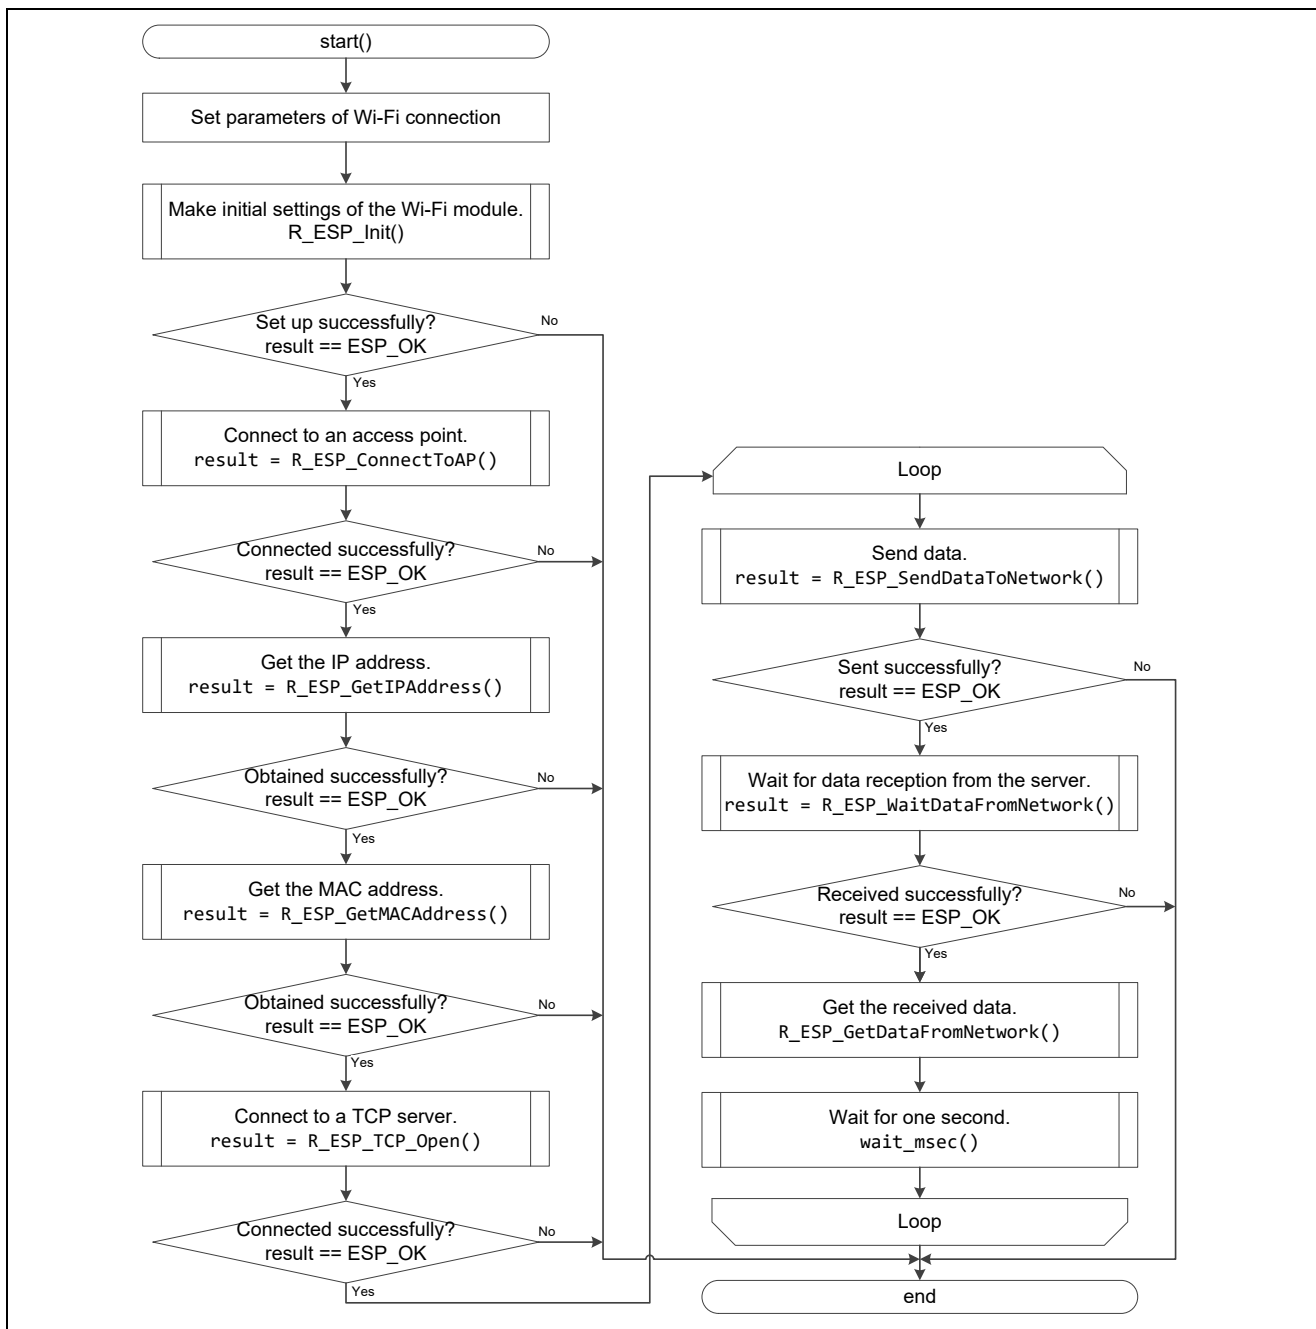 start()
Set parameters of Wi-Fi connection
Make initial settings of the Wi-Fi module.
R_ESP_Init()
Set up successfully?
result == ESP_OK
No
Yes
Connect to an access point.
result = R_ESP_ConnectToAP()
Connected successfully?
result == ESP_OK
No
Yes
Get the IP address.
result = R_ESP_GetIPAddress()
Obtained successfully?
result == ESP_OK
No
Yes
Get the MAC address.
result = R_ESP_GetMACAddress()
Obtained successfully?
result == ESP_OK
No
Yes
Connect to a TCP server.
result = R_ESP_TCP_Open()
Connected successfully?
result == ESP_OK
No
Yes
Loop
Send data.
result = R_ESP_SendDataToNetwork()
Sent successfully?
result == ESP_OK
No
Yes
Wait for data reception from the server.
result = R_ESP_WaitDataFromNetwork()
Received successfully?
result == ESP_OK
No
Yes
Get the received data.
R_ESP_GetDataFromNetwork()
Wait for one second.
wait_msec()
Loop
end